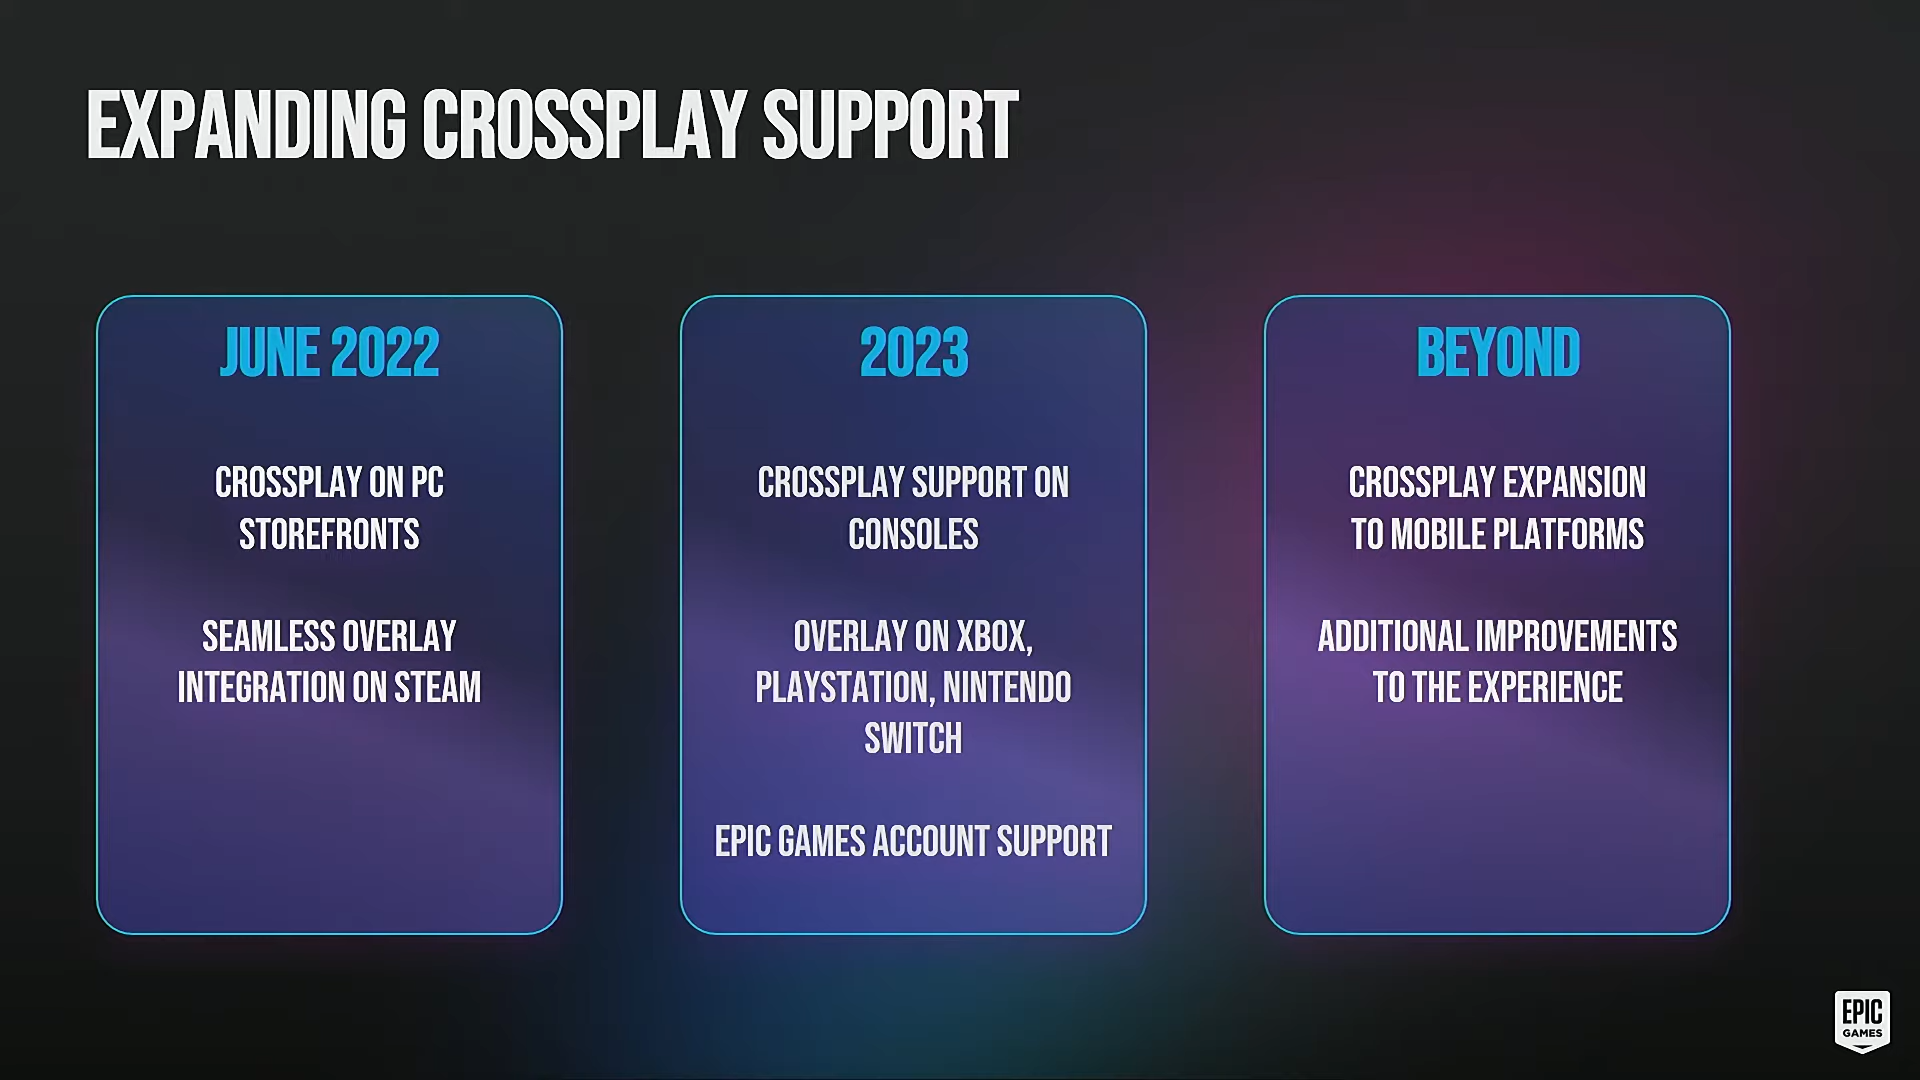 EXPANDING CROSSPLAY SUPPORT
JUNE 2022
CROSSPLAY ON PC
STOREFRONTS
SEAMLESS OVERLAY
INTEGRATION ON STEAM
2023
CROSSPLAY SUPPORT ON
CONSOLES
OVERLAY ON XBOX,
PLAYSTATION, NINTENDO
SWITCH
EPIC GAMES ACCOUNT SUPPORT
BEYOND
CROSSPLAY EXPANSION
TO MOBILE PLATFORMS
ADDITIONAL IMPROVEMENTS
TO THE EXPERIENCE
EPIC
GAMES